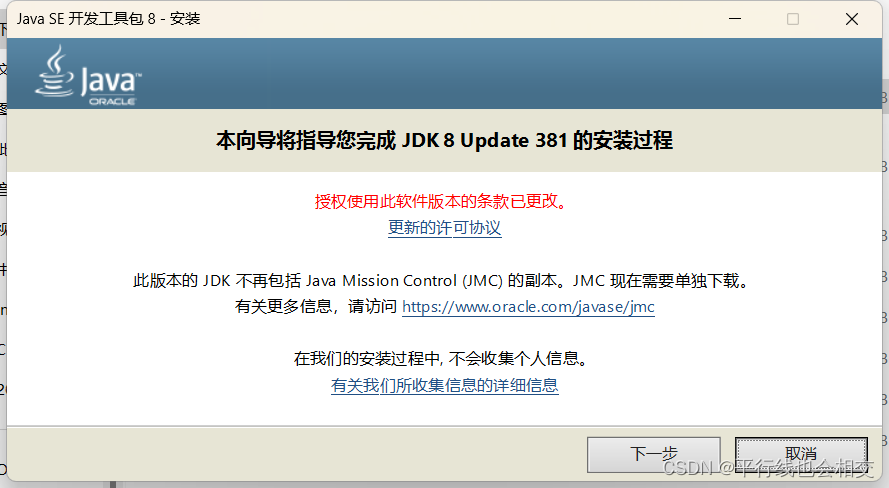 Java SE 开发工具包 8 - 安装
Java™
ORACLE
本向导将指导您完成 JDK 8 Update 381 的安装过程
授权使用此软件版本的条款已更改。
更新的许可协议
此版本的 JDK 不再包括 Java Mission Control (JMC) 的副本。JMC 现在需要单独下载。
有关更多信息，请访问 https://www.oracle.com/javase/jmc
在我们的安装过程中, 不会收集个人信息。
有关我们所收集信息的详细信息
下一步
取消
CSDN @平行线也会相交